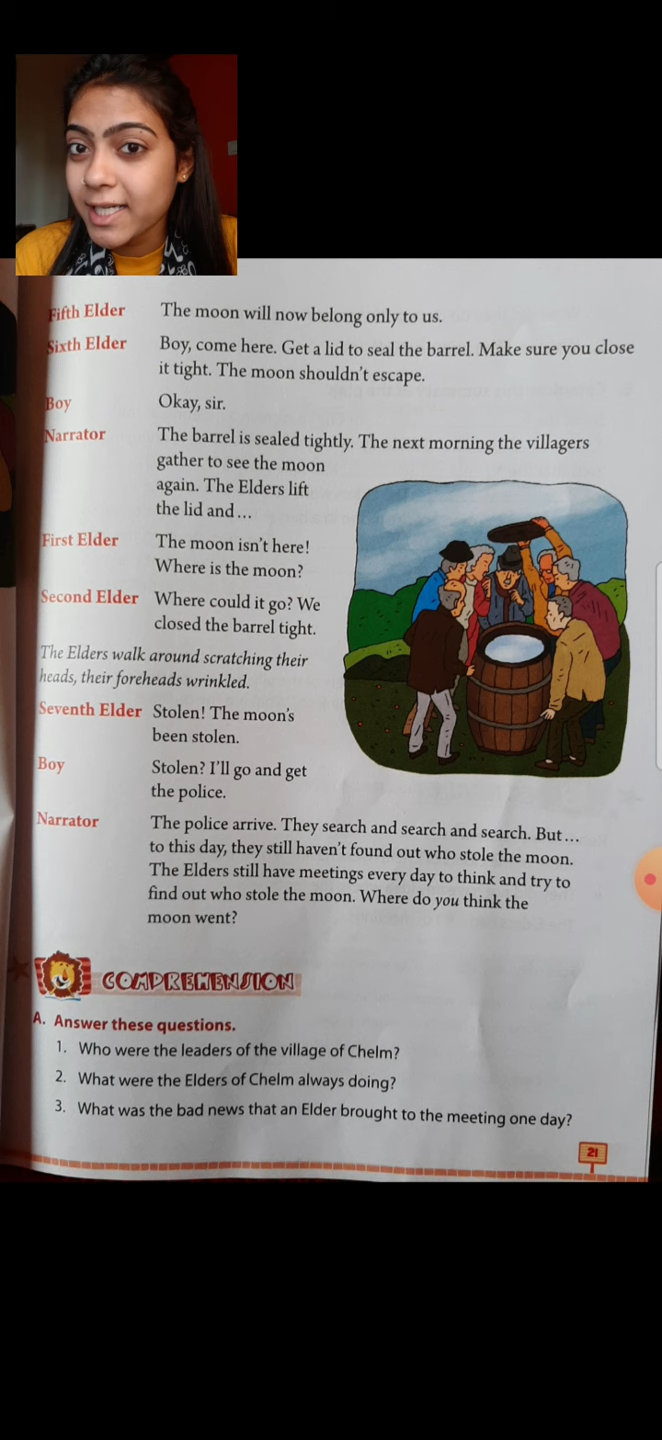 Fifth Elder The moon will now belong only to us.
Sixth Elder Boy, come here. Get a lid to seal the barrel. Make sure you close
it tight. The moon shouldn't escape.
Boy Okay, sir.
Narrator The barrel is sealed tightly. The next morning the villagers
gather to see the moon
again. The Elders lift
the lid and...
First Elder The moon isn't here!
Where is the moon?
Second Elder Where could it go? We
closed the barrel tight.
The Elders walk around scratching their
heads, their foreheads wrinkled.
Seventh Elder Stolen! The moon's
been stolen.
Boy Stolen? I'll go and get
the police.
Narrator The police arrive. They search and search and search. But...
to this day, they still haven't found out who stole the moon.
The Elders still have meetings every day to think and try to
find out who stole the moon. Where do you think the
moon went?
COMPREHENSION
A. Answer these questions.
1. Who were the leaders of the village of Chelm?
2. What were the Elders of Chelm always doing?
3. What was the bad news that an Elder brought to the meeting one day?
21